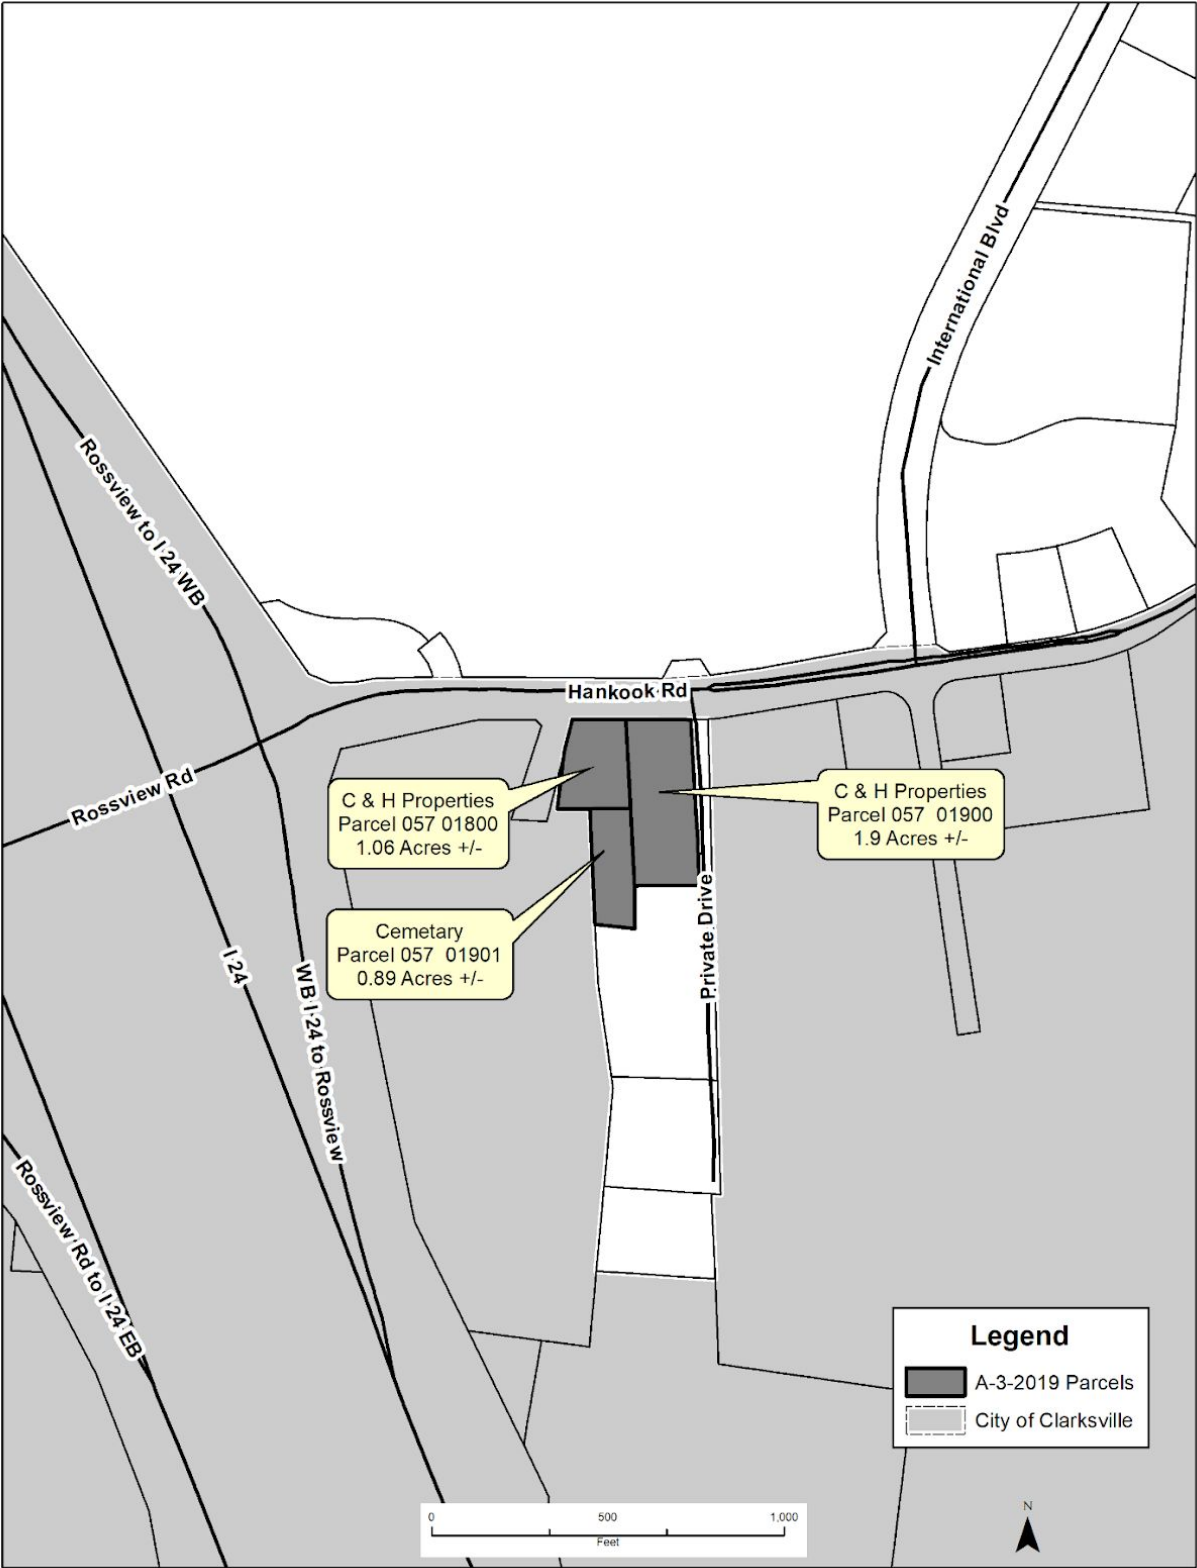 International Blvd
Rossview to I 24 WB
Hankook Rd
Rossview Rd
C & H Properties
Parcel 057 01800
1.06 Acres +/-
C & H Properties
Parcel 057 01900
1.9 Acres +/-
Cemetary
Parcel 057 01901
0.89 Acres +/-
Private Drive
I 24
WB I 24 to Rossview
Rossview Rd to I 24 EB
Legend
A-3-2019 Parcels
City of Clarksville
0 500 1,000
Feet
N